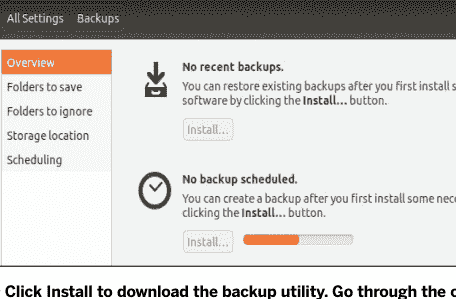 All Settings Backups
Overview
Folders to save
Folders to ignore
Storage location
Scheduling
No recent backups.
You can restore existing backups after you first install
software by clicking the Install... button.
Install...
No backup scheduled.
You can create a backup after you first install some
clicking the Install... button.
Install...
Click Install to download the backup utility. Go through the